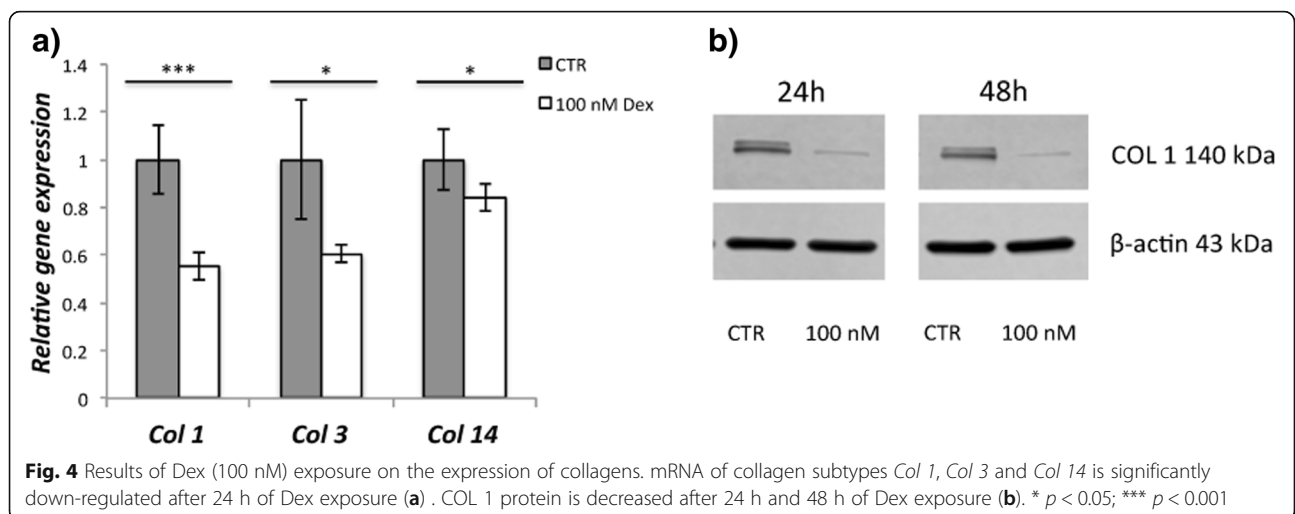 a)
1.4
1.2
1
0.8
0.6
0.4
0.2
0
Relative gene expression
***
*
*
CTR
100 nM Dex
Col 1
Col 3
Col 14
b)
24h
48h
COL 1 140 kDa
β-actin 43 kDa
CTR
100 nM
CTR
100 nM
Fig. 4 Results of Dex (100 nM) exposure on the expression of collagens. mRNA of collagen subtypes Col 1, Col 3 and Col 14 is significantly
down-regulated after 24 h of Dex exposure (a) . COL 1 protein is decreased after 24 h and 48 h of Dex exposure (b). * p < 0.05; *** p < 0.001